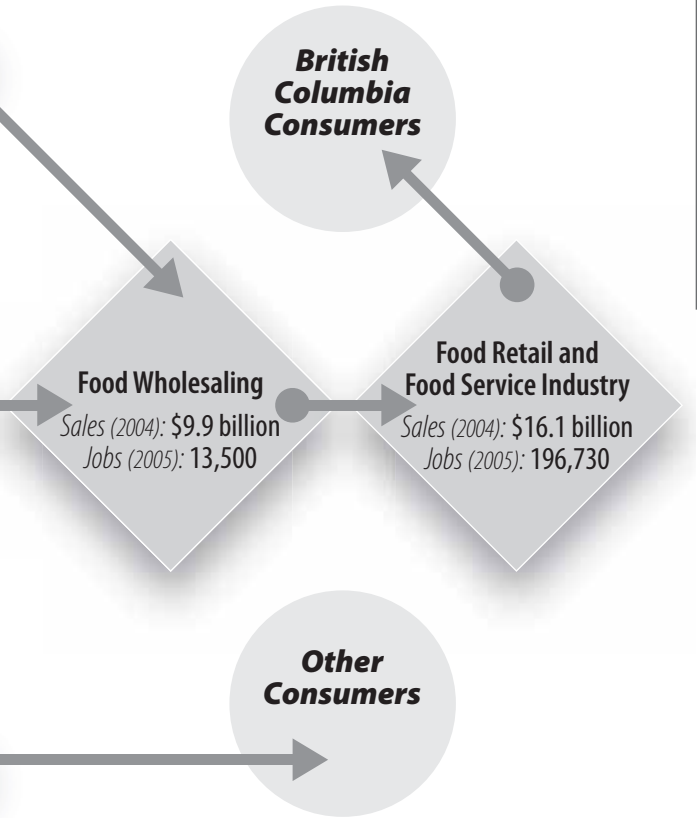 British
Columbia
Consumers
Food Wholesaling
Sales (2004): $9.9 billion
Jobs (2005): 13,500
Food Retail and
Food Service Industry
Sales (2004): $16.1 billion
Jobs (2005): 196,730
Other
Consumers